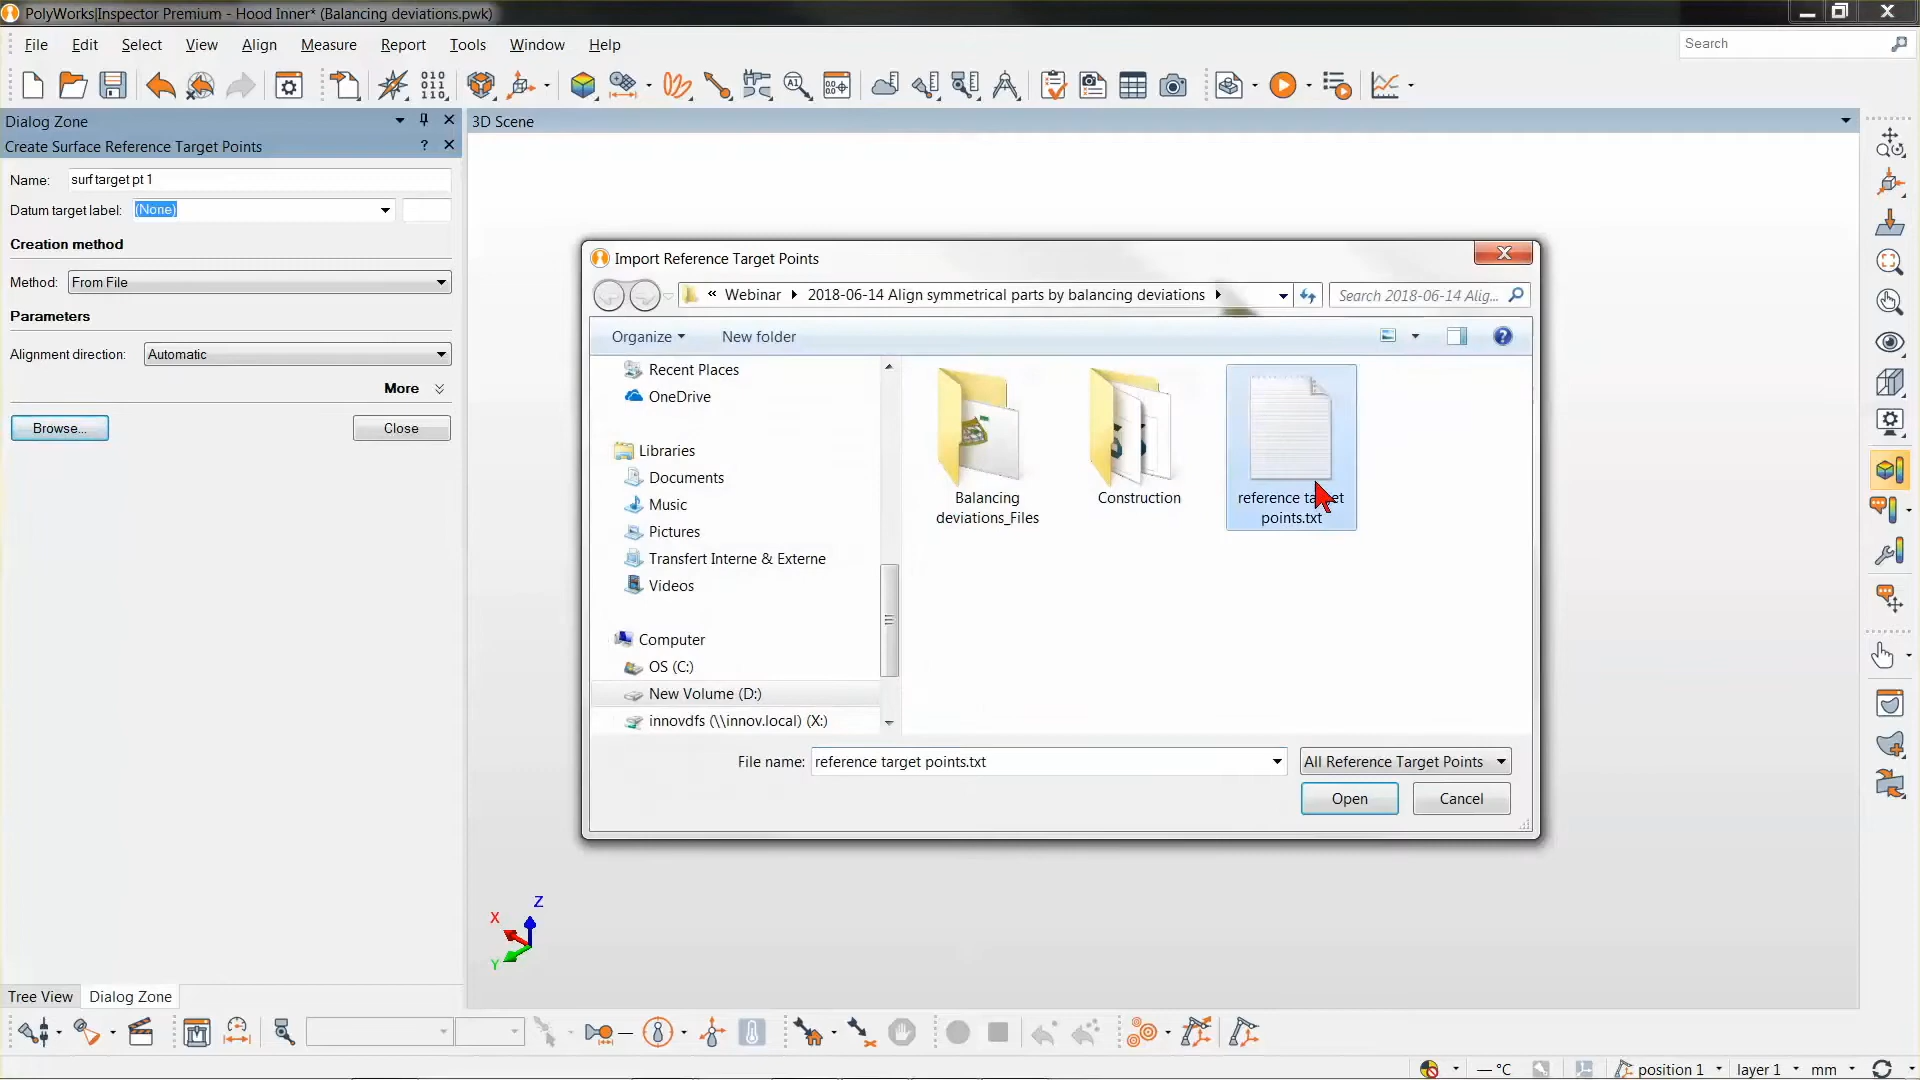 PolyWorks|Inspector Premium - Hood Inner* (Balancing deviations.pwk)
File Edit Select View Align Measure Report Tools Window Help
Search
Dialog Zone
3D Scene
Create Surface Reference Target Points
Name: surf target pt 1
Datum target label: (None)
Creation method
Method: From File
Parameters
Alignment direction: Automatic
More
Browse... Close
Import Reference Target Points
« Webinar 2018-06-14 Align symmetrical parts by balancing deviations
Search 2018-06-14 Alig...
Organize New folder
Recent Places
OneDrive
Libraries
Documents
Music
Pictures
Transfert Interne & Externe
Videos
Computer
OS (C:)
New Volume (D:)
innovdfs (\\innov.local) (X:)
Balancing
deviations_Files
Construction
reference target
points.txt
File name: reference target points.txt
All Reference Target Points
Open Cancel
Z
X
Y
Tree View Dialog Zone
— °C position 1 layer 1 mm